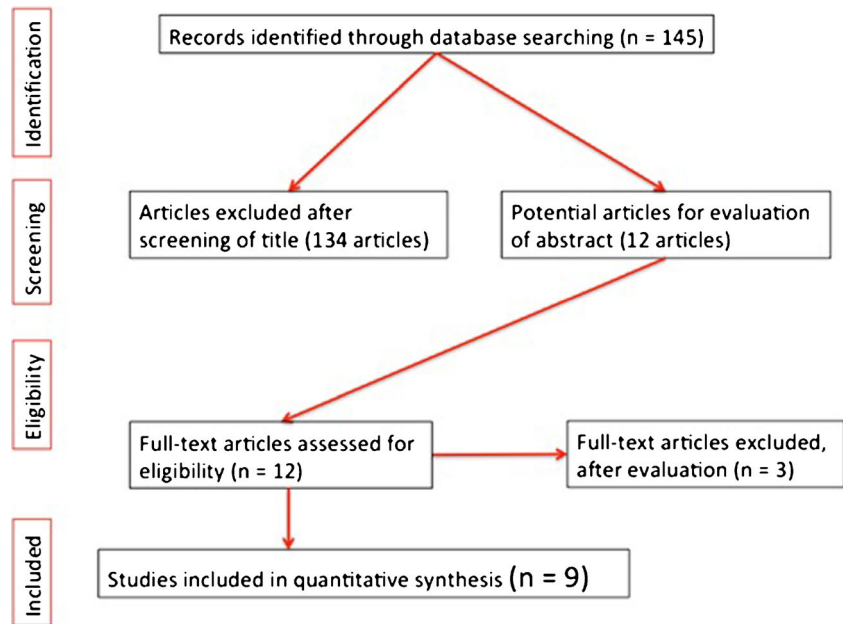 Identification
Records identified through database searching (n = 145)
Screening
Articles excluded after
screening of title (134 articles)
Potential articles for evaluation
of abstract (12 articles)
Eligibility
Full-text articles assessed for
eligibility (n = 12)
Full-text articles excluded,
after evaluation (n = 3)
Included
Studies included in quantitative synthesis (n = 9)